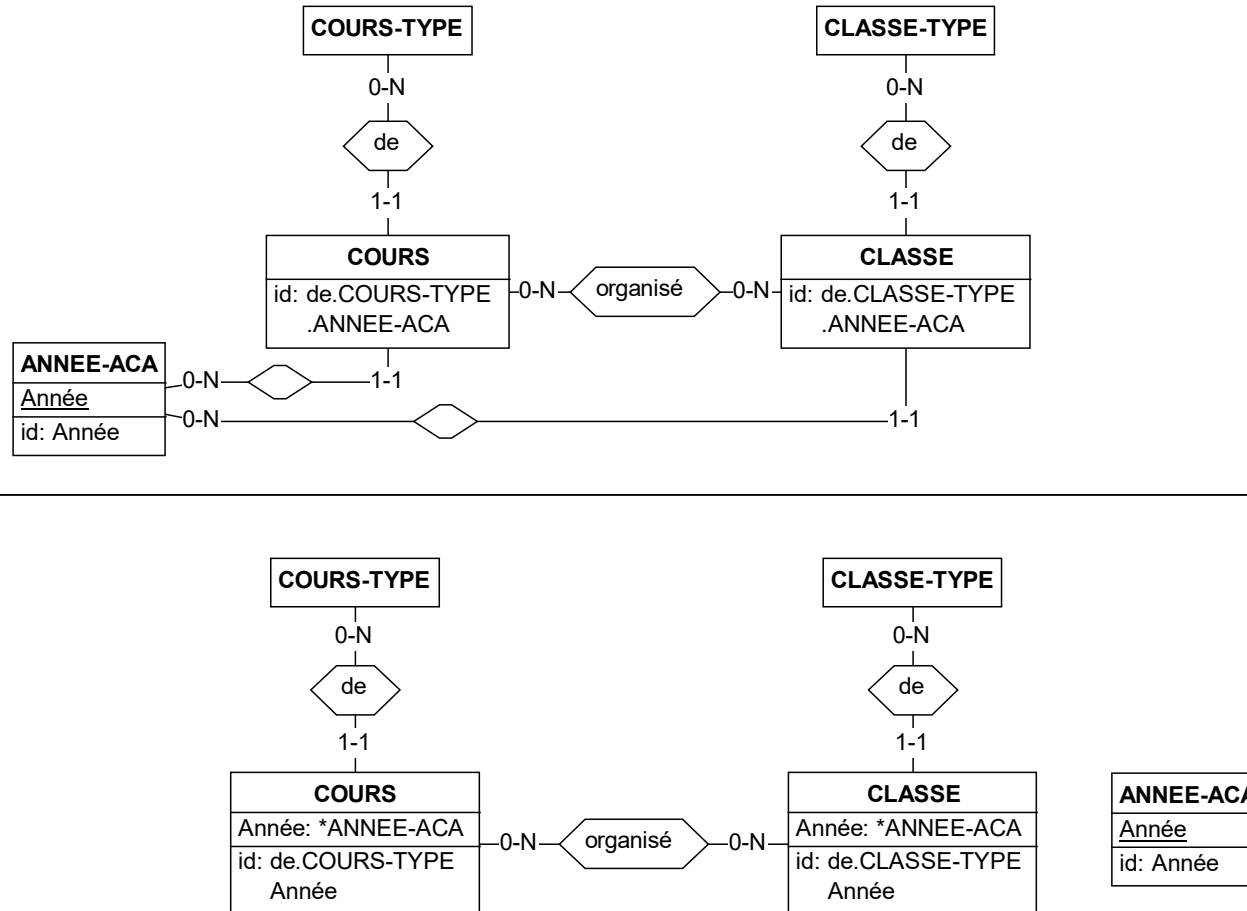 COURS-TYPE CLASSE-TYPE
0-N 0-N
de de
1-1 1-1
COURS CLASSE
id: de.COURS-TYPE 0-N organisé 0-N id: de.CLASSE-TYPE
.ANNEE-ACA .ANNEE-ACA
ANNEE-ACA 0-N 1-1
Année
0-N 1-1
id: Année
COURS-TYPE CLASSE-TYPE
0-N 0-N
de de
1-1 1-1
COURS CLASSE ANNEE-ACA
Année: *ANNEE-ACA 0-N organisé 0-N Année: *ANNEE-ACA Année
id: de.COURS-TYPE id: de.CLASSE-TYPE id: Année
Année Année